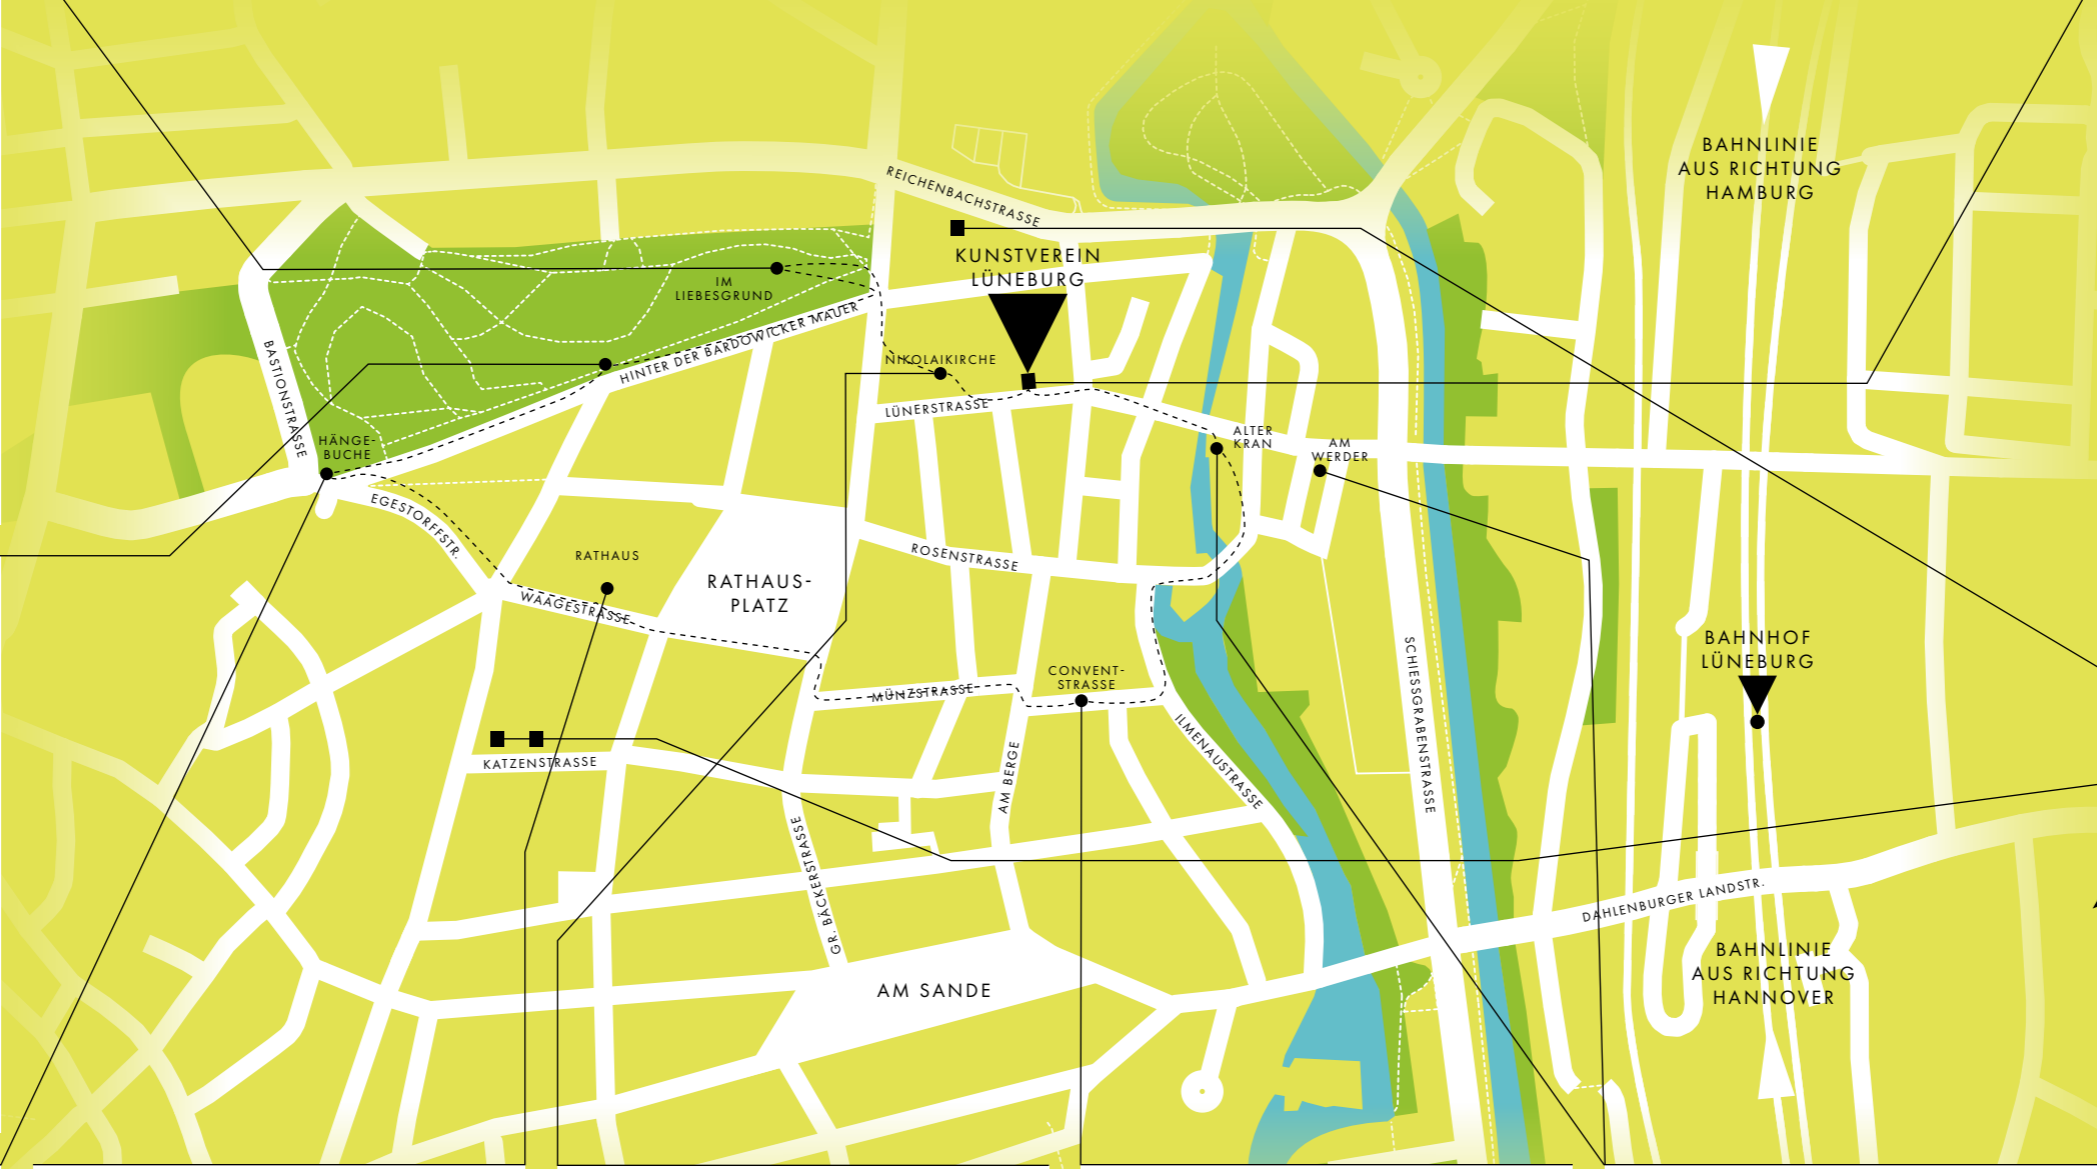 BAHNLINIE
AUS RICHTUNG
HAMBURG
REICHENBACHSTRASSE
KUNSTVEREIN
LÜNEBURG
IM
LIEBESGRUND
HINTER DER BARDOWICKER MAUER
NIKOLAIKIRCHE
BASTIONSTRASSE
LÜNERSTRASSE
HÄNGE-
BUCHE
ALTER
KRAN
AM
WERDER
EGESTORFFSTR.
RATHAUS
ROSENSTRASSE
RATHAUS-
PLATZ
WAAGESTRASSE
BAHNHOF
LÜNEBURG
CONVENT-
STRASSE
MÜNZSTRASSE
SCHIESSGRABENSTRASSE
ILMENAUSTRASSE
KATZENSTRASSE
AM BERGE
GR. BÄCKERSTRASSE
DAHLENBURGER LANDSTR.
BAHNLINIE
AUS RICHTUNG
HANNOVER
AM SANDE